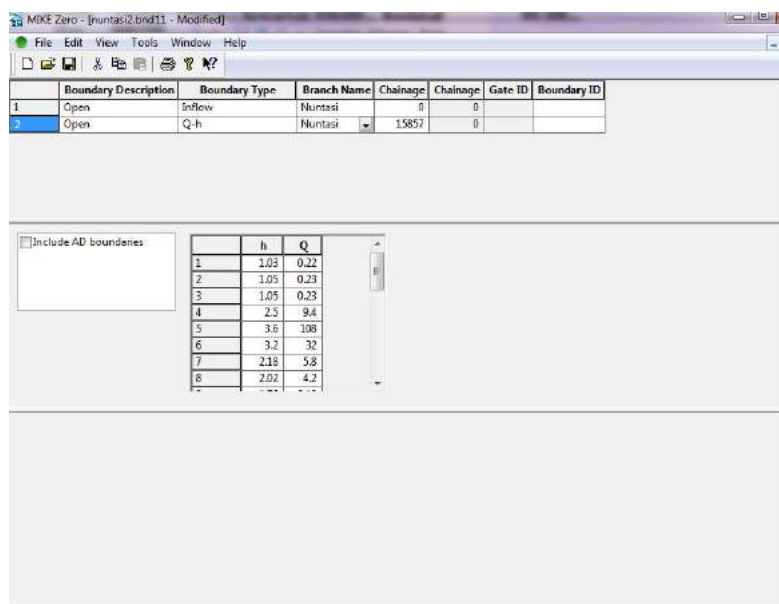 MIKE Zero - [nuntasi2.bnd11 - Modified]
File Edit View Tools Window Help
Boundary Description Boundary Type Branch Name Chainage Chainage Gate ID Boundary ID
1 Open Inflow Nuntasi 0 0
2 Open Q-h Nuntasi 15857 0
Include AD boundaries
h Q
1 1.03 0.22
2 1.05 0.23
3 1.05 0.23
4 2.5 9.4
5 3.6 108
6 3.2 32
7 2.18 5.8
8 2.02 4.2